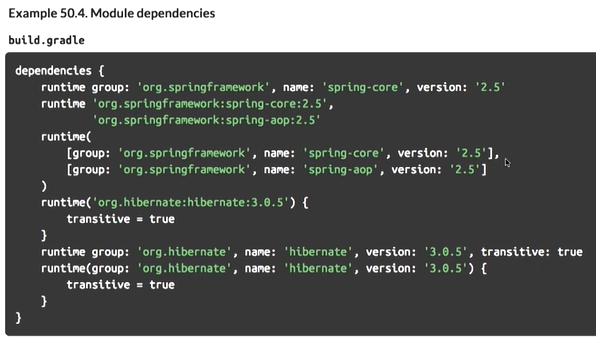 Example 50.4. Module dependencies
build.gradle
dependencies {
    runtime group: 'org.springframework', name: 'spring-core', version: '2.5'
    runtime 'org.springframework:spring-core:2.5',
            'org.springframework:spring-aop:2.5'
    runtime(
        [group: 'org.springframework', name: 'spring-core', version: '2.5'],
        [group: 'org.springframework', name: 'spring-aop', version: '2.5']
    )
    runtime('org.hibernate:hibernate:3.0.5') {
        transitive = true
    }
    runtime group: 'org.hibernate', name: 'hibernate', version: '3.0.5', transitive: true
    runtime(group: 'org.hibernate', name: 'hibernate', version: '3.0.5') {
        transitive = true
    }
}